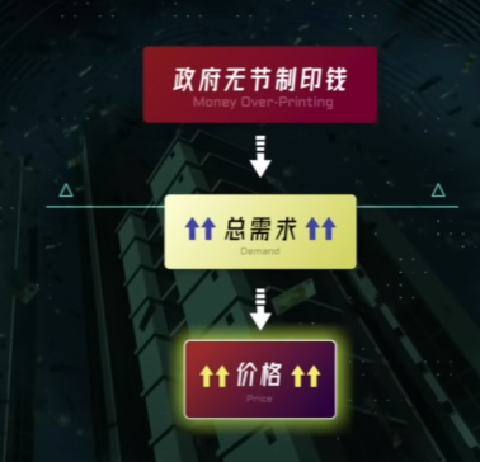 政府无节制印钱
Money Over-Printing
↑↑ 总需求 ↑↑
Demand
↑↑ 价格 ↑↑
Price